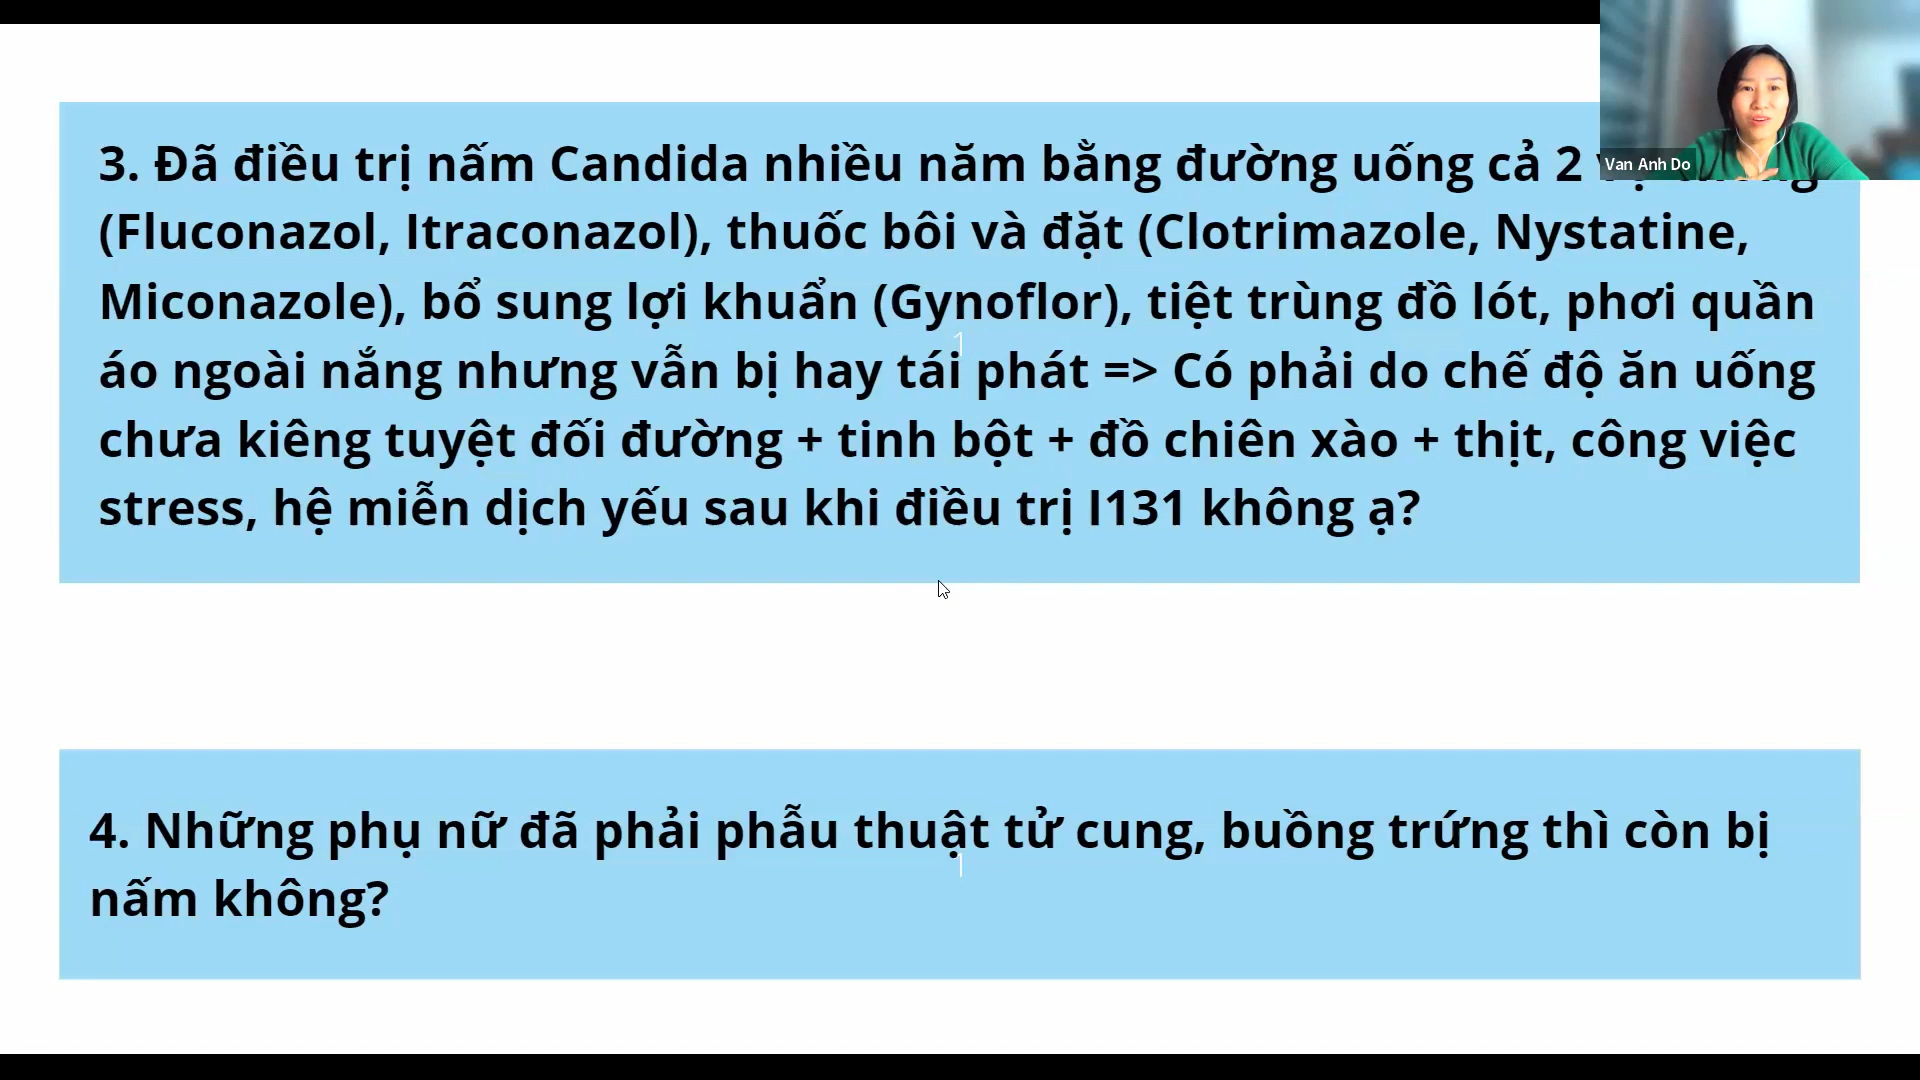 3. Đã điều trị nấm Candida nhiều năm bằng đường uống cả 2
(Fluconazol, Itraconazol), thuốc bôi và đặt (Clotrimazole, Nystatine,
Miconazole), bổ sung lợi khuẩn (Gynoflor), tiệt trùng đồ lót, phơi quần
áo ngoài nắng nhưng vẫn bị hay tái phát => Có phải do chế độ ăn uống
chưa kiêng tuyệt đối đường + tinh bột + đồ chiên xào + thịt, công việc
stress, hệ miễn dịch yếu sau khi điều trị I131 không ạ?
1
4. Những phụ nữ đã phải phẫu thuật tử cung, buồng trứng thì còn bị
nấm không?
1
Van Anh Do